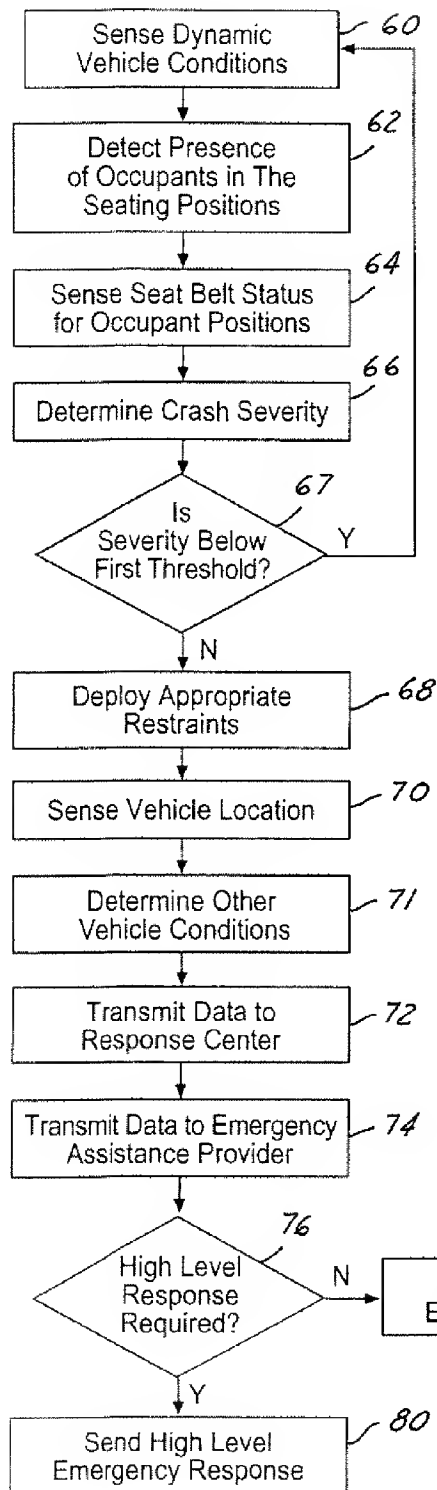 Sense Dynamic
Vehicle Conditions
60
Detect Presence
of Occupants in The
Seating Positions
62
Sense Seat Belt Status
for Occupant Positions
64
Determine Crash Severity
66
Is
Severity Below
First Threshold?
67
Y
N
Deploy Appropriate
Restraints
68
Sense Vehicle Location
70
Determine Other
Vehicle Conditions
71
Transmit Data to
Response Center
72
Transmit Data to Emergency
Assistance Provider
74
High Level
Response
Required?
76
N
E
Y
Send High Level
Emergency Response
80